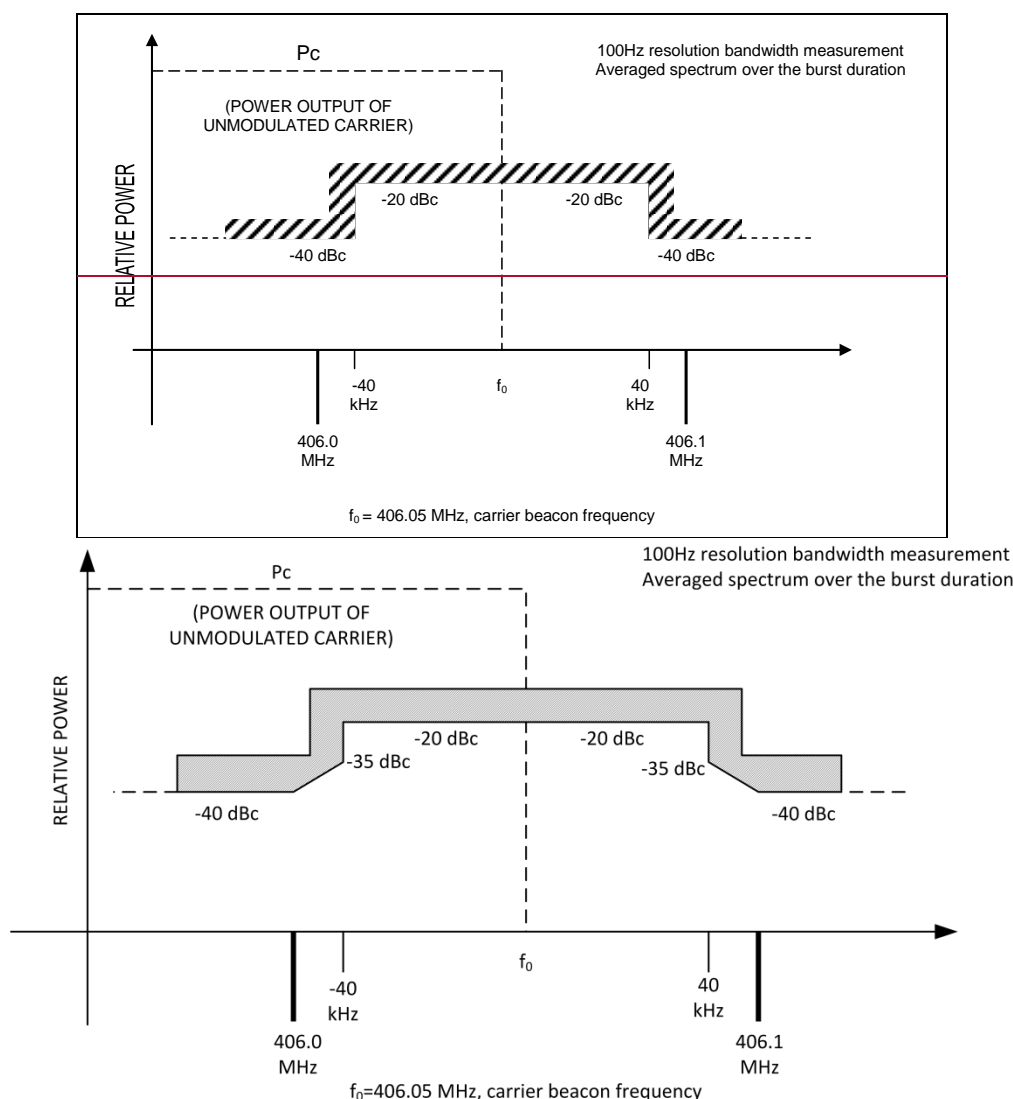 Pc
100Hz resolution bandwidth measurement
Averaged spectrum over the burst duration
(POWER OUTPUT OF
UNMODULATED CARRIER)
RELATIVE POWER
-20 dBc
-20 dBc
-40 dBc
-40 dBc
-40
kHz
f₀
40
kHz
406.0
MHz
406.1
MHz
f₀ = 406.05 MHz, carrier beacon frequency
100Hz resolution bandwidth measurement
Averaged spectrum over the burst duration
Pc
(POWER OUTPUT OF
UNMODULATED CARRIER)
RELATIVE POWER
-20 dBc
-20 dBc
-35 dBc
-35 dBc
-40 dBc
-40 dBc
f₀
-40
kHz
40
kHz
406.0
MHz
406.1
MHz
f₀=406.05 MHz, carrier beacon frequency